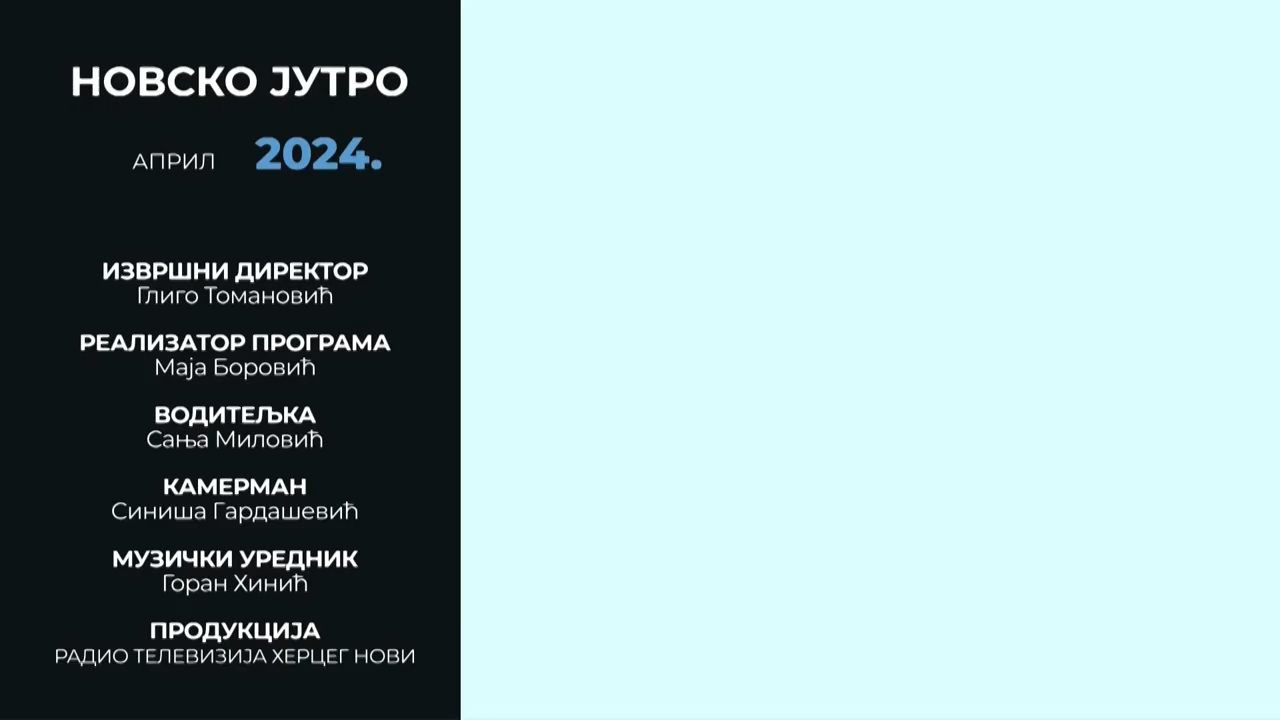 НОВСКО ЈУТРО
АПРИЛ 2024.
ИЗВРШНИ ДИРЕКТОР
Глиго Томановић
РЕАЛИЗАТОР ПРОГРАМА
Маја Боровић
ВОДИТЕЉКА
Сања Миловић
КАМЕРМАН
Синиша Гардашевић
МУЗИЧКИ УРЕДНИК
Горан Хинић
ПРОДУКЦИЈА
РАДИО ТЕЛЕВИЗИЈА ХЕРЦЕГ НОВИ